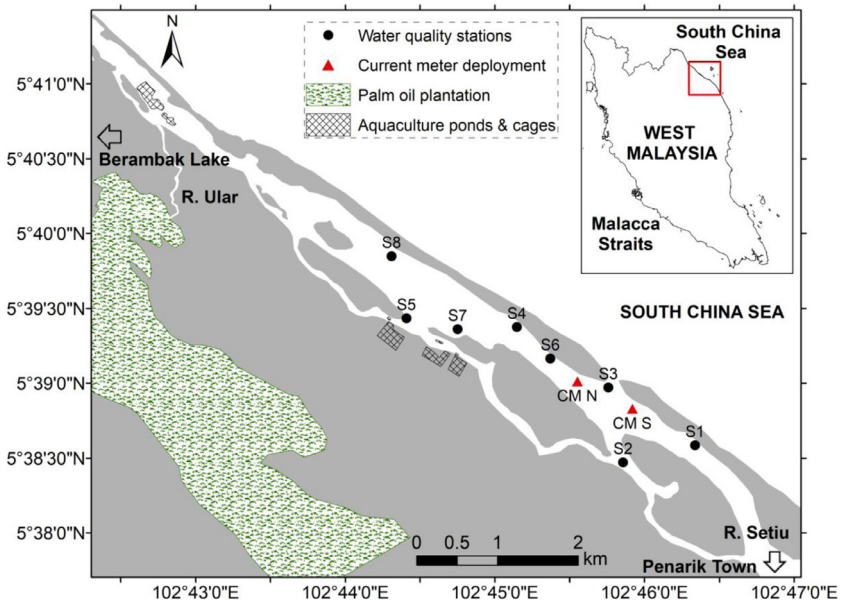 N
5°41'0"N
5°40'30"N
5°40'0"N
5°39'30"N
5°39'0"N
5°38'30"N
5°38'0"N
Water quality stations
Current meter deployment
Palm oil plantation
Aquaculture ponds & cages
South China
Sea
WEST
MALAYSIA
Malacca
Straits
Berambak Lake
R. Ular
S8
S5
S7
S4
S6
S3
CM N
CM S
S1
S2
SOUTH CHINA SEA
R. Setiu
Penarik Town
0 0.5 1 2
km
102°43'0"E 102°44'0"E 102°45'0"E 102°46'0"E 102°47'0"E